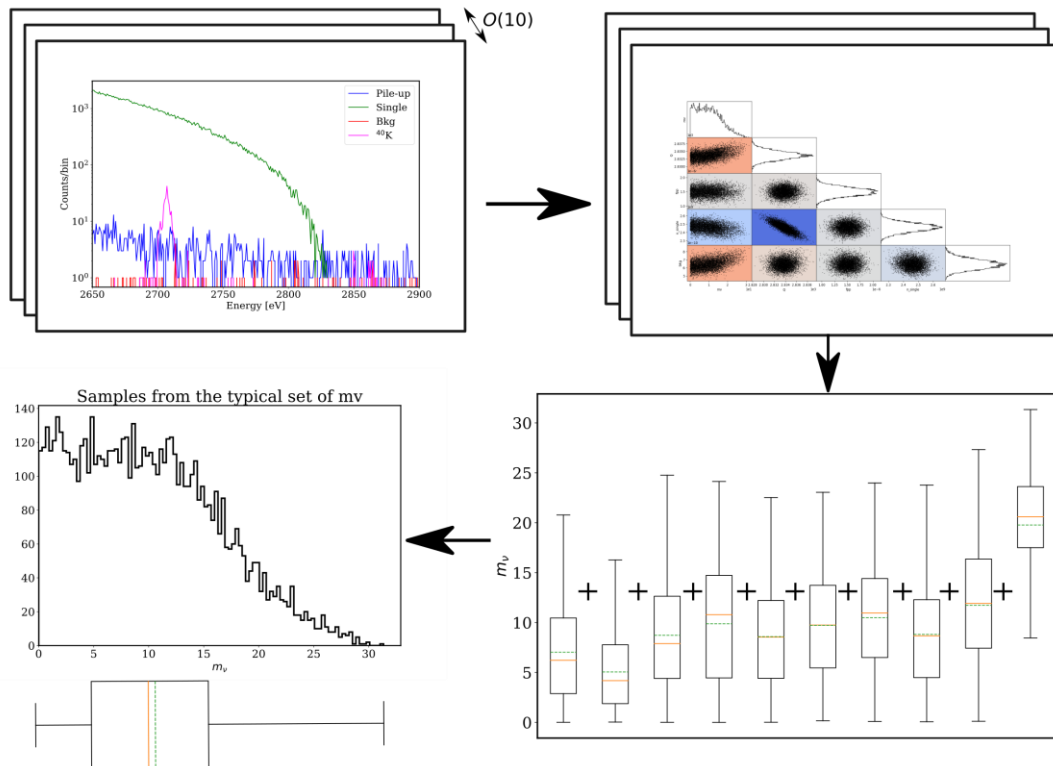 O(10)
Pile-up
Single
Bkg
⁴⁰K
Counts/bin
10³
10²
10¹
10⁰
2650 2700 2750 2800 2850 2900
Energy [eV]
Samples from the typical set of mv
140
120
100
80
60
40
20
0
0 5 10 15 20 25 30
mᵥ
mᵥ
30
25
20
15
10
5
0
+ + + + + + + + +